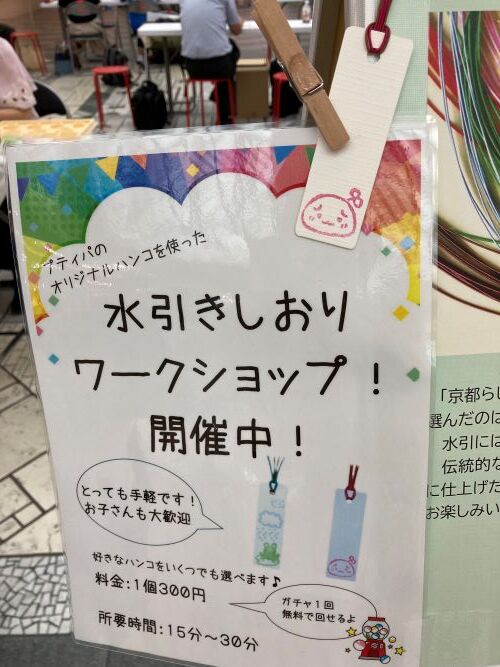 プティパの
オリジナルハンコを使った
水引きしおり
ワークショップ！
開催中！
とっても手軽です！
お子さんも大歓迎
好きなハンコをいくつでも選べます♪
料金:1個300円
ガチャ1回
無料で回せるよ
所要時間:15分〜30分
「京都らし
選んだのは
水引には
伝統的な
に仕上げた
お楽しみい